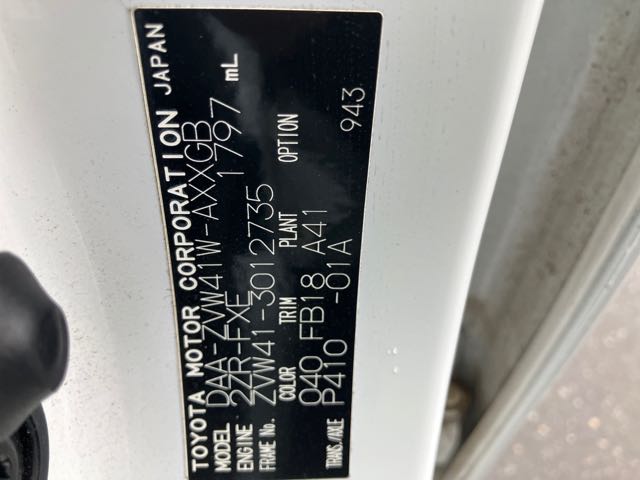 TOYOTA MOTOR CORPORATION JAPAN
MODEL DAA-ZVW41W-AXXGB
ENGINE 2ZR-FXE 1797 mL
FRAME No. ZVW41-3012735
COLOR TRIM PLANT OPTION
040 FB18 A41
TRANS./AXLE P410 -01A 943